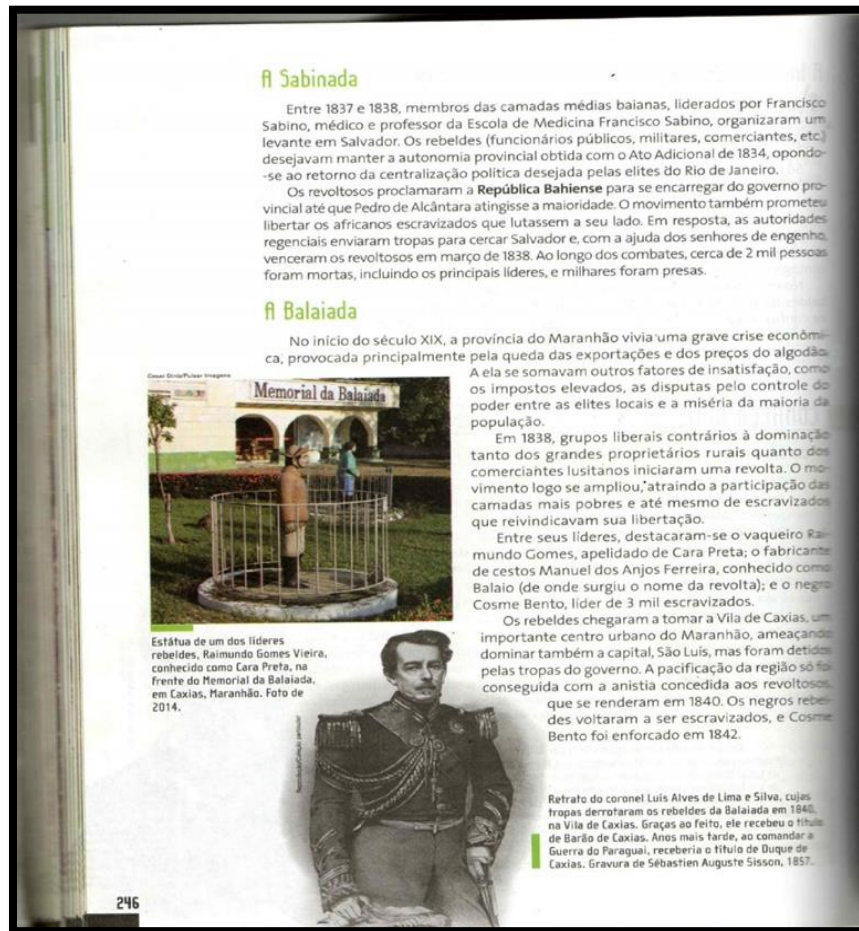 A Sabinada
Entre 1837 e 1838, membros das camadas médias baianas, liderados por Francisco
Sabino, médico e professor da Escola de Medicina Francisco Sabino, organizaram um
levante em Salvador. Os rebeldes (funcionários públicos, militares, comerciantes, etc.)
desejavam manter a autonomia provincial obtida com o Ato Adicional de 1834, opondo-
-se ao retorno da centralização política desejada pelas elites do Rio de Janeiro.
Os revoltosos proclamaram a República Bahiense para se encarregar do governo pro-
vincial até que Pedro de Alcântara atingisse a maioridade. O movimento também prometeu
libertar os africanos escravizados que lutassem a seu lado. Em resposta, as autoridades
regenciais enviaram tropas para cercar Salvador e, com a ajuda dos senhores de engenho,
venceram os revoltosos em março de 1838. Ao longo dos combates, cerca de 2 mil pessoas
foram mortas, incluindo os principais líderes, e milhares foram presas.
A Balaiada
No início do século XIX, a província do Maranhão vivia uma grave crise econômi-
ca, provocada principalmente pela queda das exportações e dos preços do algodão.
A ela se somavam outros fatores de insatisfação, como
os impostos elevados, as disputas pelo controle do
poder entre as elites locais e a miséria da maioria da
população.
Em 1838, grupos liberais contrários à dominação
tanto dos grandes proprietários rurais quanto dos
comerciantes lusitanos iniciaram uma revolta. O mo-
vimento logo se ampliou, atraindo a participação das
camadas mais pobres e até mesmo de escravizados
que reivindicavam sua libertação.
Entre seus líderes, destacaram-se o vaqueiro Rai-
mundo Gomes, apelidado de Cara Preta; o fabricante
de cestos Manuel dos Anjos Ferreira, conhecido como
Balaio (de onde surgiu o nome da revolta); e o negro
Cosme Bento, líder de 3 mil escravizados.
Os rebeldes chegaram a tomar a Vila de Caxias, um
importante centro urbano do Maranhão, ameaçando
dominar também a capital, São Luís, mas foram detidos
pelas tropas do governo. A pacificação da região só foi
conseguida com a anistia concedida aos revoltosos
que se renderam em 1840. Os negros rebel-
des voltaram a ser escravizados, e Cosme
Bento foi enforcado em 1842.
Cesar Diniz/Pulsar Imagens
Memorial da Balaiada
Estátua de um dos líderes
rebeldes, Raimundo Gomes Vieira,
conhecido como Cara Preta, na
frente do Memorial da Balaiada,
em Caxias, Maranhão. Foto de
2014.
Reprodução/Coleção particular
Retrato do coronel Luís Alves de Lima e Silva, cujas
tropas derrotaram os rebeldes da Balaiada em 1840,
na Vila de Caxias. Graças ao feito, ele recebeu o título
de Barão de Caxias. Anos mais tarde, ao comandar a
Guerra do Paraguai, receberia o título de Duque de
Caxias. Gravura de Sébastien Auguste Sisson, 1857.
246